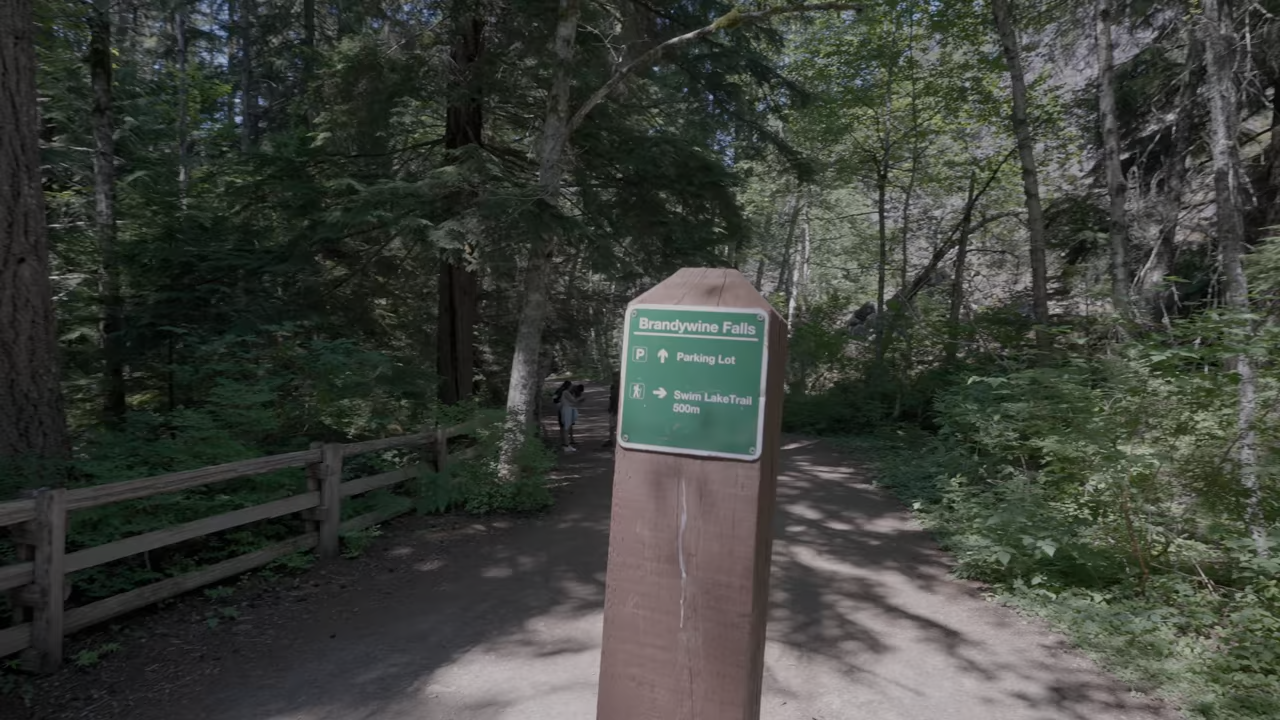 Brandywine Falls
P ↑ Parking Lot
→ Swim LakeTrail
500m